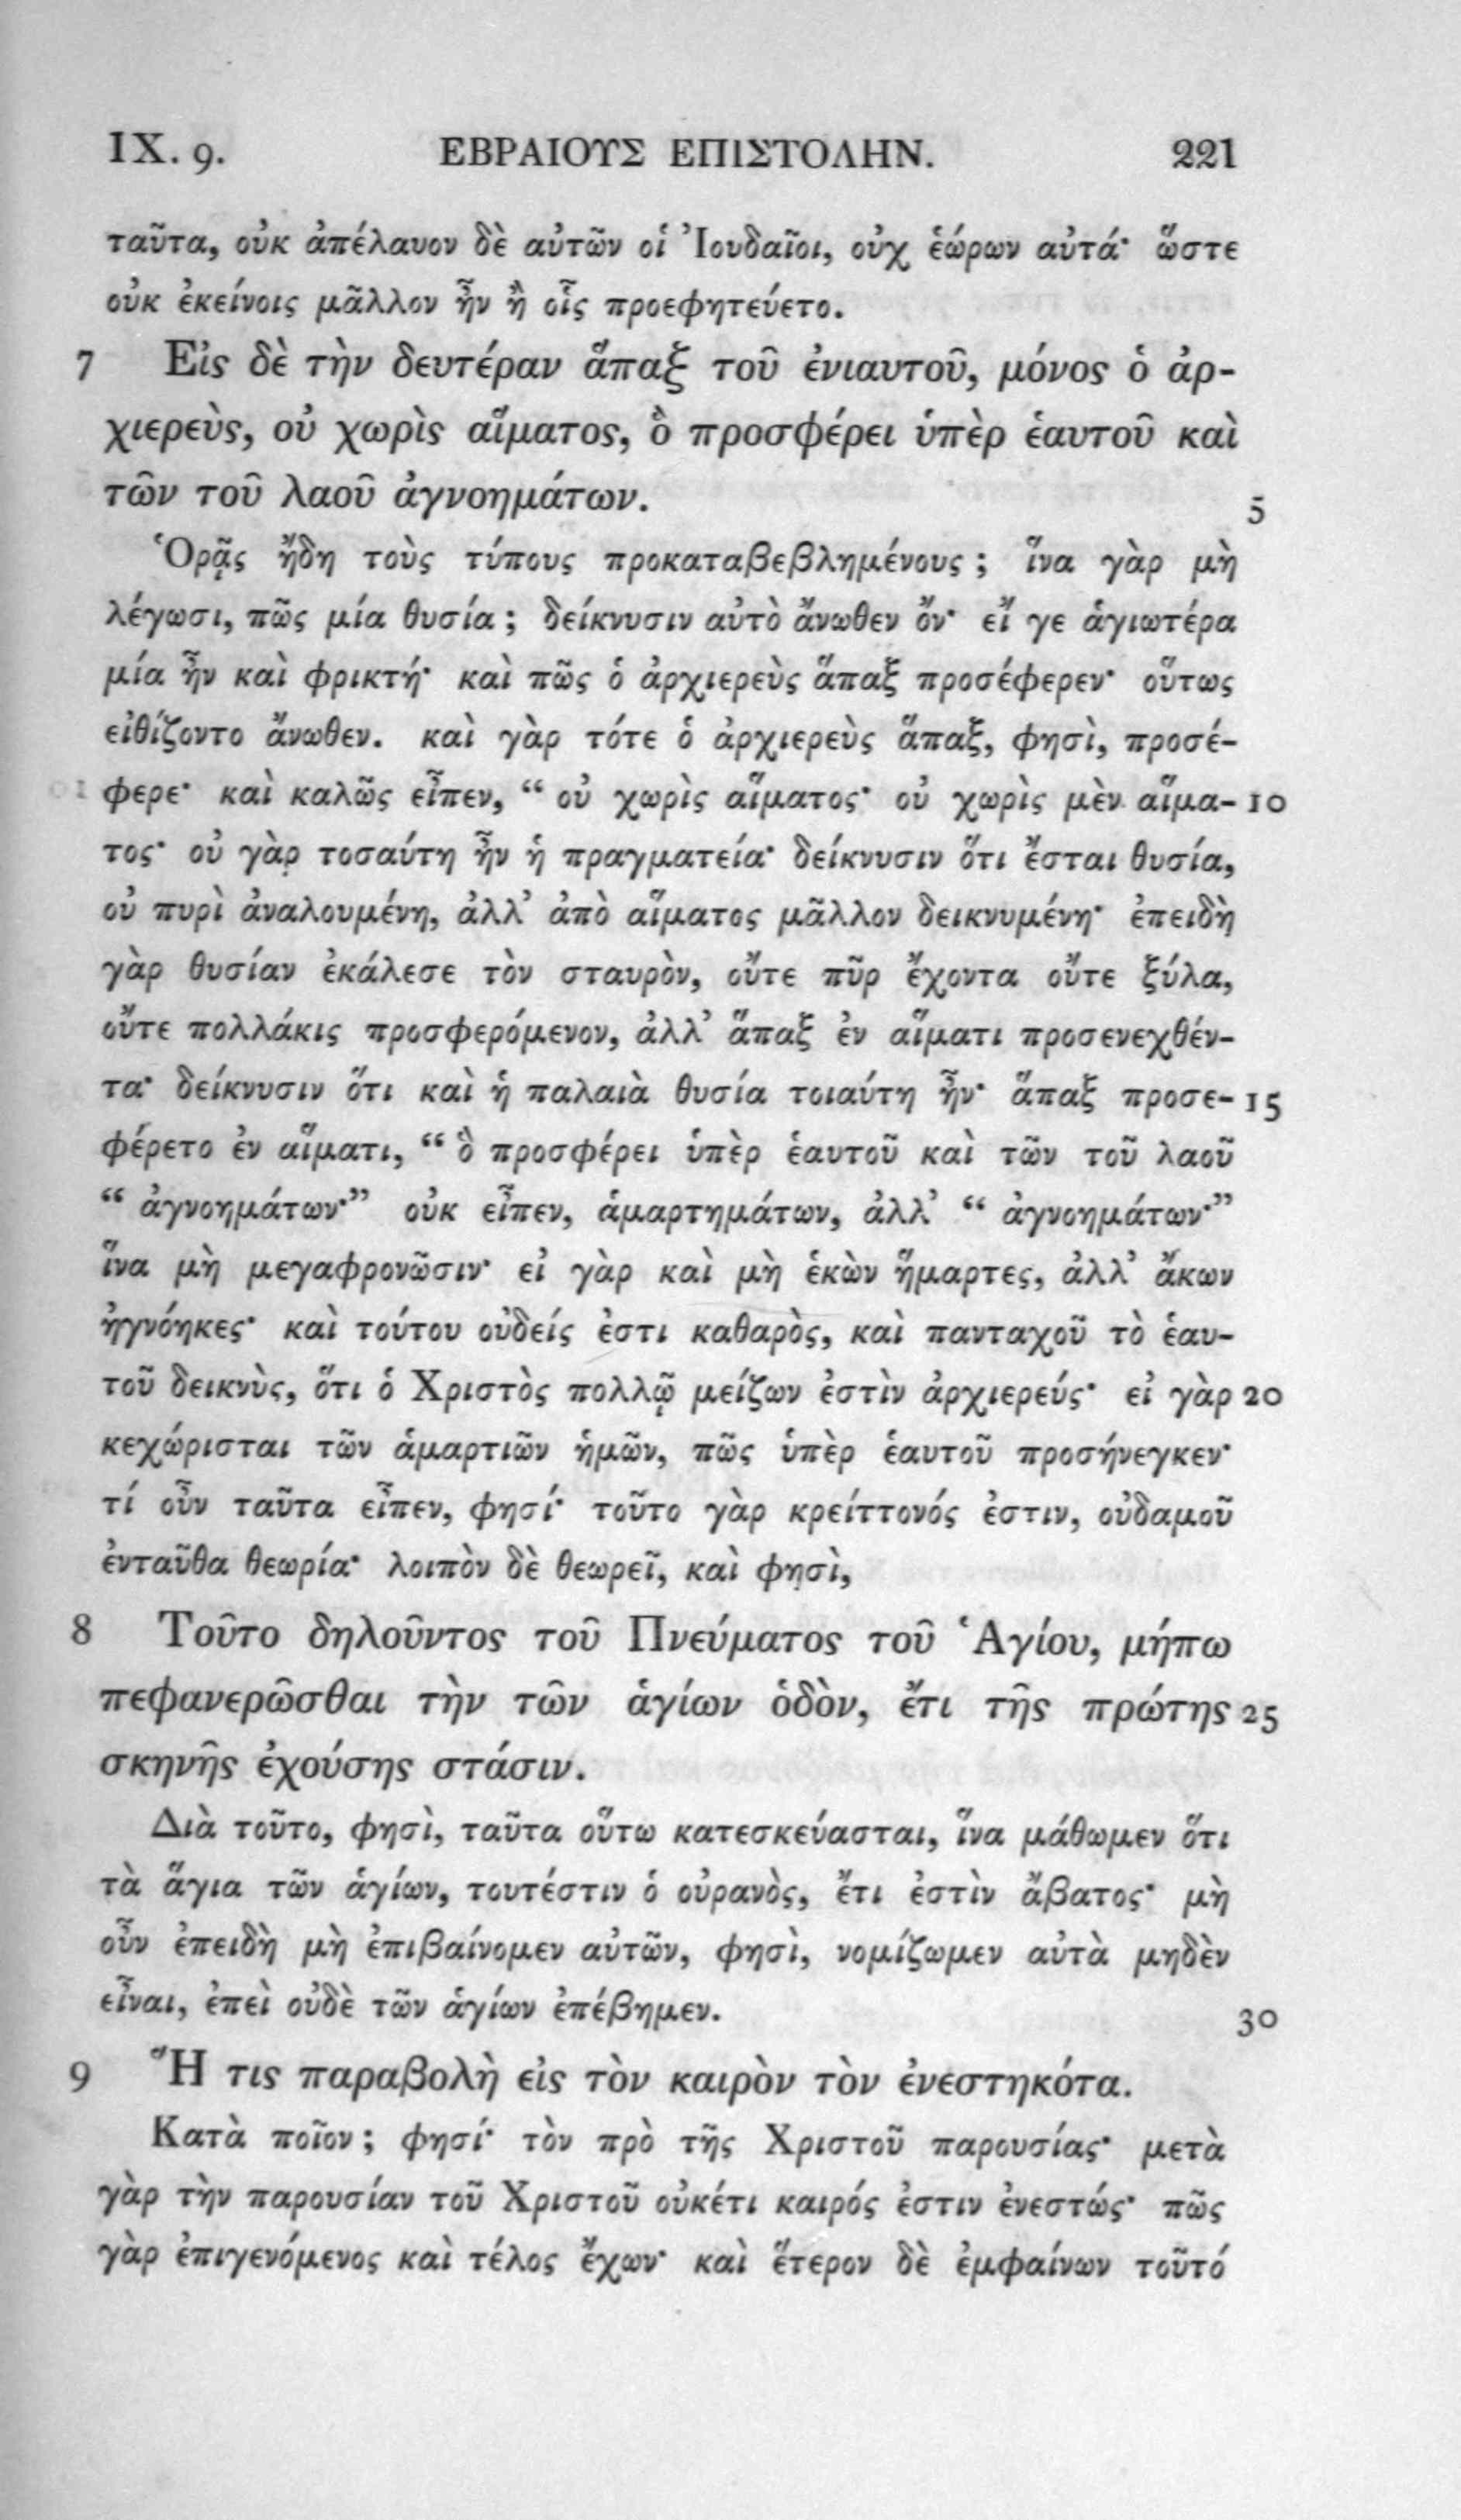 IX. 9. ΕΒΡΑΙΟΥΣ ΕΠΙΣΤΟΛΗΝ. 221
ταῦτα, οὐκ ἀπέλαυον δὲ αὐτῶν οἱ Ἰουδαῖοι, οὐχ ἑώρων αὐτά· ὥστε
οὐκ ἐκείνοις μᾶλλον ἦν ἢ οἷς προεφητεύετο.
7 Εἰς δὲ τὴν δευτέραν ἅπαξ τοῦ ἐνιαυτοῦ, μόνος ὁ ἀρ-
χιερεὺς, οὐ χωρὶς αἵματος, ὃ προσφέρει ὑπὲρ ἑαυτοῦ καὶ
τῶν τοῦ λαοῦ ἀγνοημάτων. 5
Ὁρᾷς ἤδη τοὺς τύπους προκαταβεβλημένους ; ἵνα γὰρ μὴ
λέγωσι, πῶς μία θυσία ; δείκνυσιν αὐτὸ ἄνωθεν ὄν· εἴ γε ἁγιωτέρα
μία ἦν καὶ φρικτή· καὶ πῶς ὁ ἀρχιερεὺς ἅπαξ προσέφερεν· οὕτως
εἰθίζοντο ἄνωθεν. καὶ γὰρ τότε ὁ ἀρχιερεὺς ἅπαξ, φησὶ, προσέ-
φερε· καὶ καλῶς εἶπεν, “ οὐ χωρὶς αἵματος· οὐ χωρὶς μὲν αἵμα- 10
τος· οὐ γὰρ τοσαύτη ἦν ἡ πραγματεία· δείκνυσιν ὅτι ἔσται θυσία,
οὐ πυρὶ ἀναλουμένη, ἀλλ’ ἀπὸ αἵματος μᾶλλον δεικνυμένη· ἐπειδὴ
γὰρ θυσίαν ἐκάλεσε τὸν σταυρὸν, οὔτε πῦρ ἔχοντα οὔτε ξύλα,
οὔτε πολλάκις προσφερόμενον, ἀλλ’ ἅπαξ ἐν αἵματι προσενεχθέν-
τα· δείκνυσιν ὅτι καὶ ἡ παλαιὰ θυσία τοιαύτη ἦν· ἅπαξ προσε- 15
φέρετο ἐν αἵματι, “ ὃ προσφέρει ὑπὲρ ἑαυτοῦ καὶ τῶν τοῦ λαοῦ
“ ἀγνοημάτων·” οὐκ εἶπεν, ἁμαρτημάτων, ἀλλ’ “ ἀγνοημάτων·”
ἵνα μὴ μεγαφρονῶσιν· εἰ γὰρ καὶ μὴ ἑκὼν ἥμαρτες, ἀλλ’ ἄκων
ἠγνόηκες· καὶ τούτου οὐδείς ἐστι καθαρὸς, καὶ πανταχοῦ τὸ ἑαυ-
τοῦ δεικνὺς, ὅτι ὁ Χριστὸς πολλῷ μείζων ἐστὶν ἀρχιερεύς· εἰ γὰρ 20
κεχώρισται τῶν ἁμαρτιῶν ἡμῶν, πῶς ὑπὲρ ἑαυτοῦ προσήνεγκεν·
τί οὖν ταῦτα εἶπεν, φησί· τοῦτο γὰρ κρείττονός ἐστιν, οὐδαμοῦ
ἐνταῦθα θεωρία· λοιπὸν δὲ θεωρεῖ, καὶ φησὶ,
8 Τοῦτο δηλοῦντος τοῦ Πνεύματος τοῦ Ἁγίου, μήπω
πεφανερῶσθαι τὴν τῶν ἁγίων ὁδὸν, ἔτι τῆς πρώτης 25
σκηνῆς ἐχούσης στάσιν.
Διὰ τοῦτο, φησὶ, ταῦτα οὕτω κατεσκεύασται, ἵνα μάθωμεν ὅτι
τὰ ἅγια τῶν ἁγίων, τουτέστιν ὁ οὐρανὸς, ἔτι ἐστὶν ἄβατος· μὴ
οὖν ἐπειδὴ μὴ ἐπιβαίνομεν αὐτῶν, φησὶ, νομίζωμεν αὐτὰ μηδὲν
εἶναι, ἐπεὶ οὐδὲ τῶν ἁγίων ἐπέβημεν. 30
9 Ἥ τις παραβολὴ εἰς τὸν καιρὸν τὸν ἐνεστηκότα.
Κατὰ ποῖον ; φησί· τὸν πρὸ τῆς Χριστοῦ παρουσίας· μετὰ
γὰρ τὴν παρουσίαν τοῦ Χριστοῦ οὐκέτι καιρός ἐστιν ἐνεστώς· πῶς
γὰρ ἐπιγενόμενος καὶ τέλος ἔχων· καὶ ἕτερον δὲ ἐμφαίνων τοῦτό